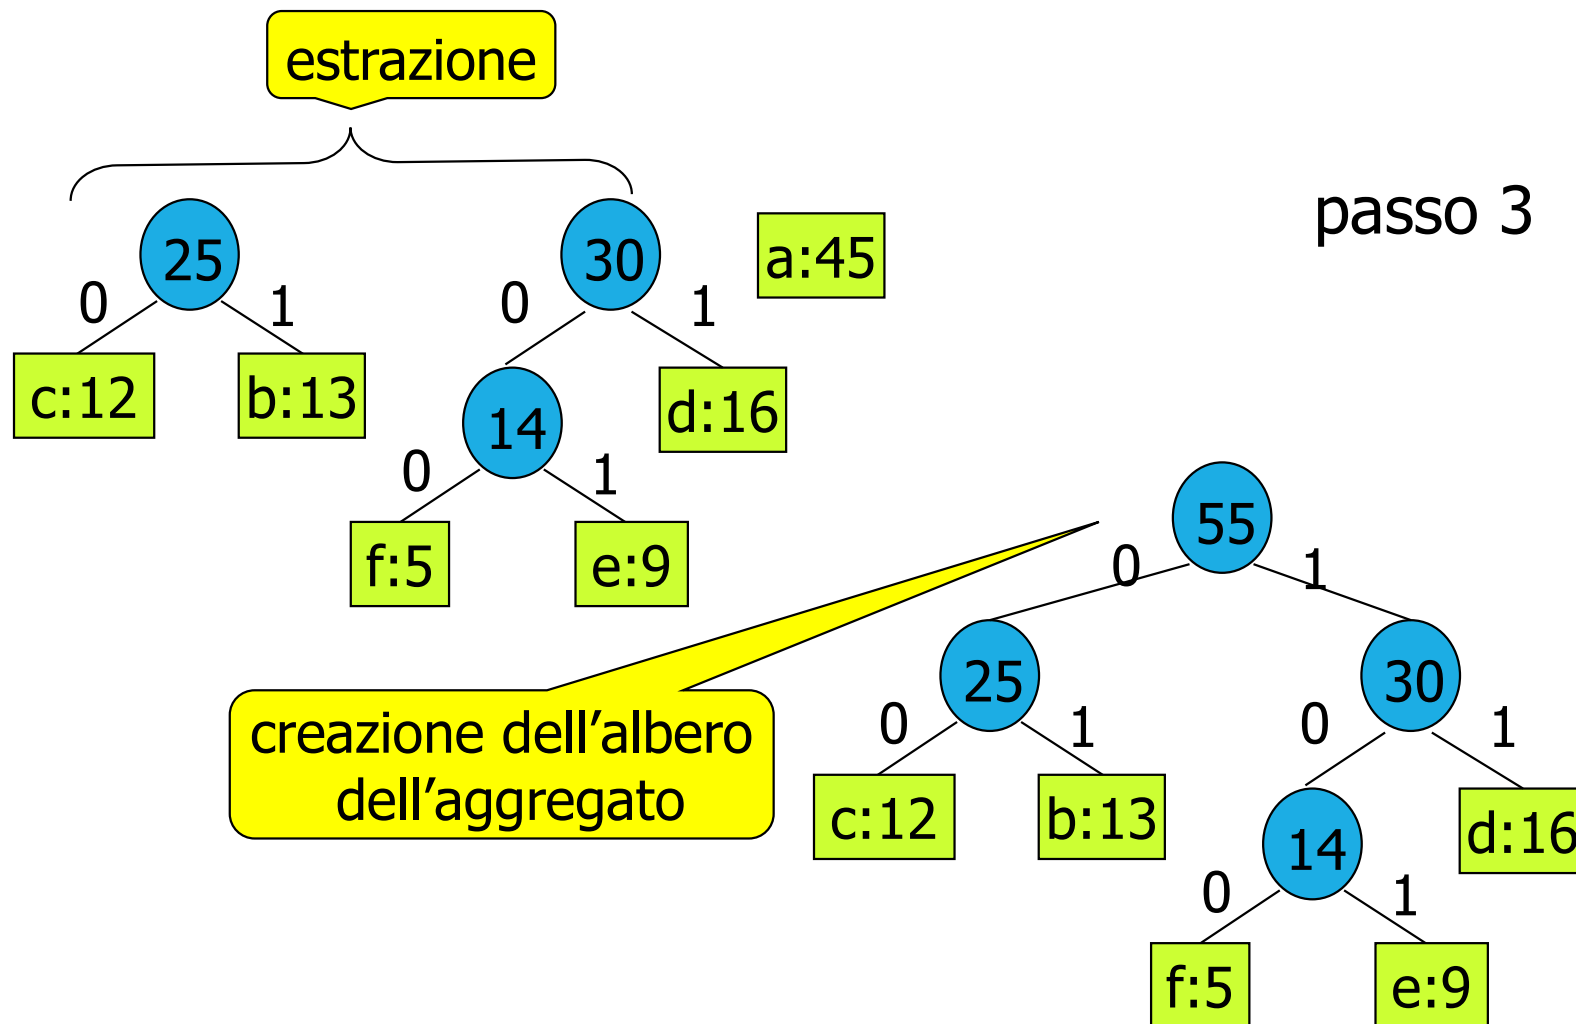 estrazione
passo 3
25
30
a:45
0
1
0
1
c:12
b:13
14
d:16
0
1
f:5
e:9
55
0
1
creazione dell'albero
dell'aggregato
25
30
0
1
0
1
c:12
b:13
14
d:16
0
1
f:5
e:9